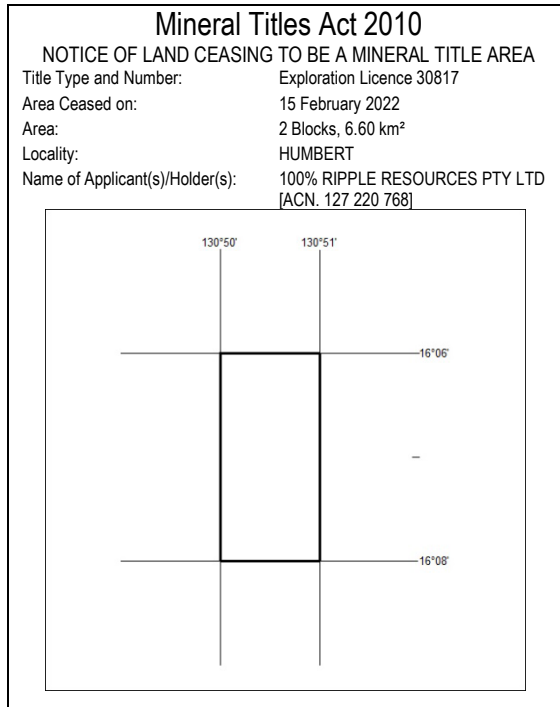 Mineral Titles Act 2010
NOTICE OF LAND CEASING TO BE A MINERAL TITLE AREA
Title Type and Number: Exploration Licence 30817
Area Ceased on: 15 February 2022
Area: 2 Blocks, 6.60 km²
Locality: HUMBERT
Name of Applicant(s)/Holder(s): 100% RIPPLE RESOURCES PTY LTD
[ACN. 127 220 768]
130°50' 130°51'
16°06'
16°08'